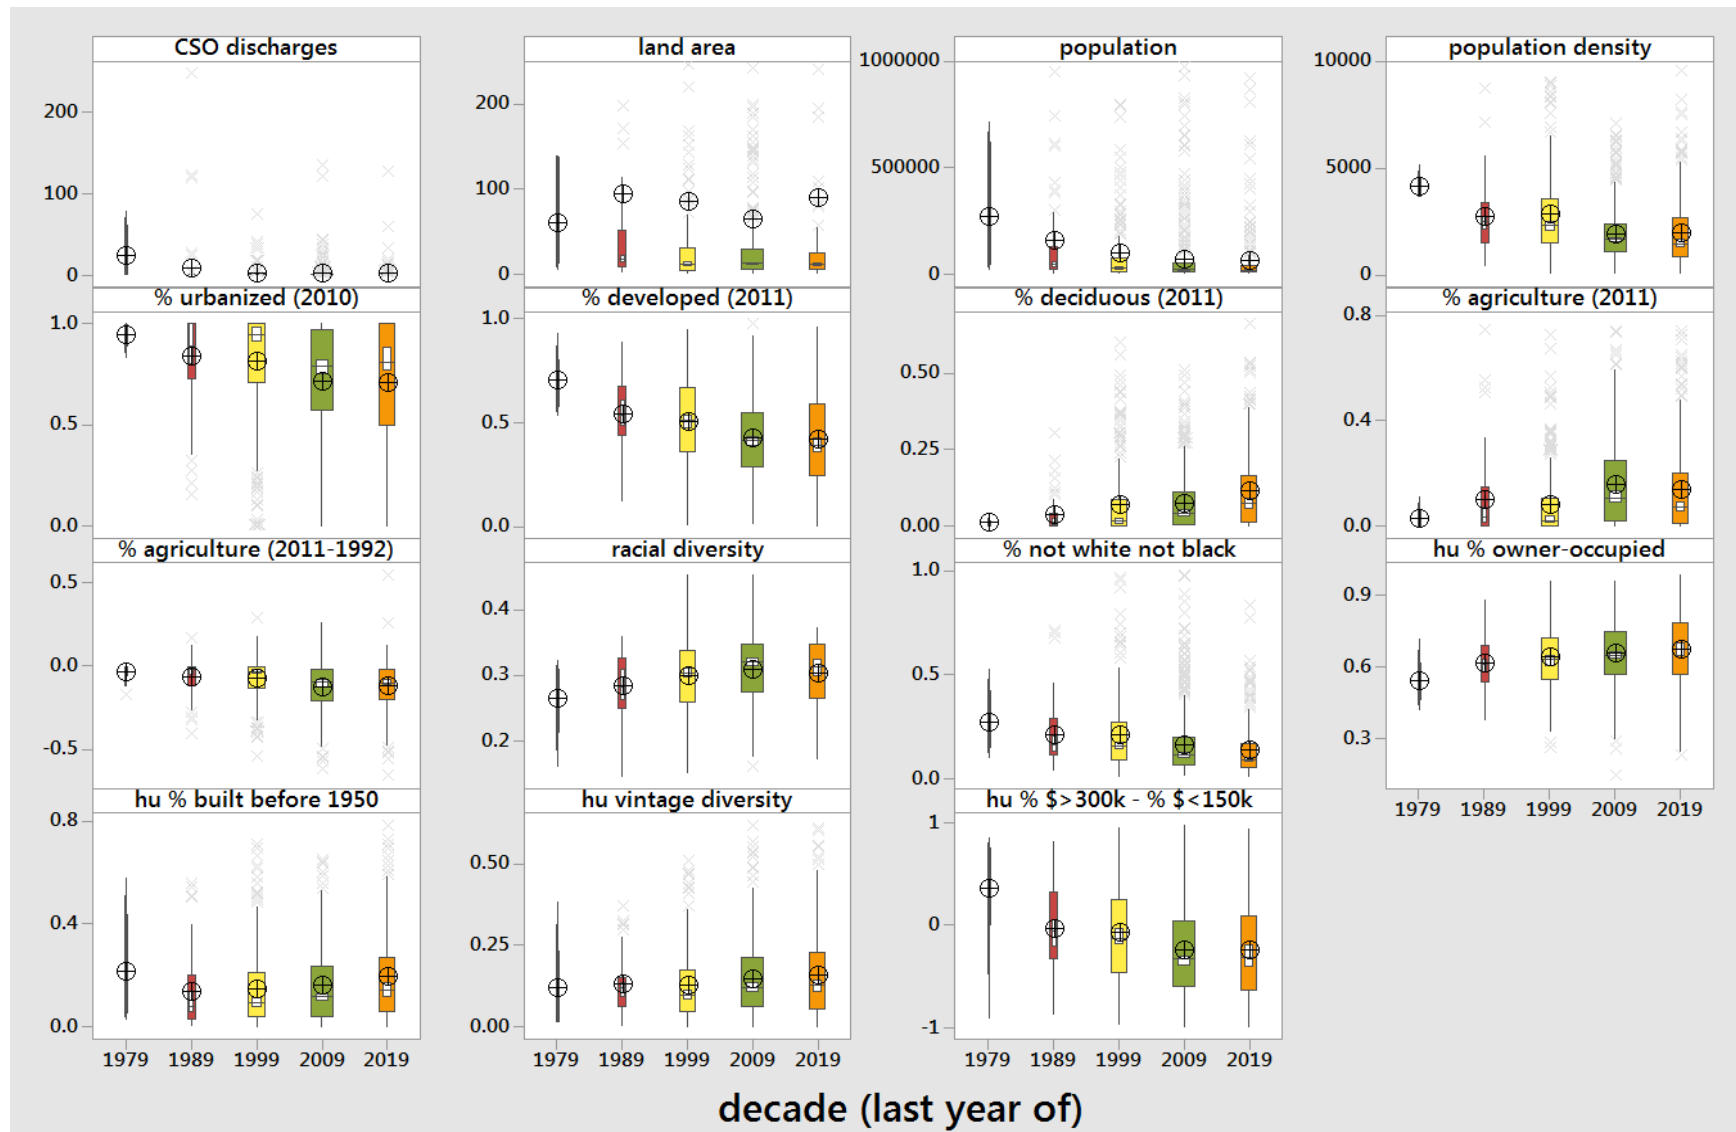 CSO discharges
land area
population
population density
200
100
0
200
100
0
1000000
500000
0
10000
5000
0
% urbanized (2010)
% developed (2011)
% deciduous (2011)
% agriculture (2011)
1.0
0.5
0.0
1.0
0.5
0.0
0.50
0.25
0.00
0.8
0.4
0.0
% agriculture (2011-1992)
racial diversity
% not white not black
hu % owner-occupied
0.5
0.0
-0.5
0.4
0.3
0.2
1.0
0.5
0.0
0.9
0.6
0.3
1979 1989 1999 2009 2019
hu % built before 1950
hu vintage diversity
hu % $>300k - % $<150k
0.8
0.4
0.0
0.50
0.25
0.00
1
0
-1
1979 1989 1999 2009 2019
1979 1989 1999 2009 2019
1979 1989 1999 2009 2019
decade (last year of)